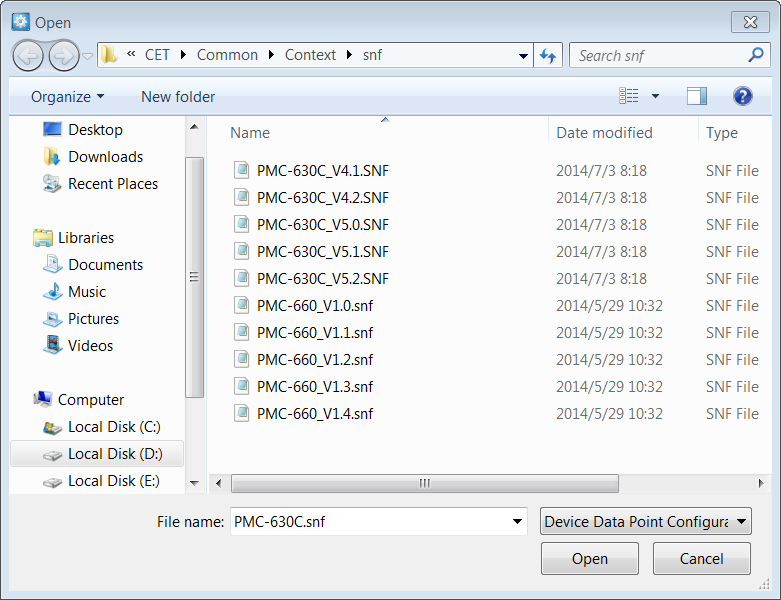 Open
« CET Common Context snf
Search snf
Organize New folder
Name Date modified Type
Desktop
Downloads
Recent Places
Libraries
Documents
Music
Pictures
Videos
Computer
Local Disk (C:)
Local Disk (D:)
Local Disk (E:)
PMC-630C_V4.1.SNF 2014/7/3 8:18 SNF File
PMC-630C_V4.2.SNF 2014/7/3 8:18 SNF File
PMC-630C_V5.0.SNF 2014/7/3 8:18 SNF File
PMC-630C_V5.1.SNF 2014/7/3 8:18 SNF File
PMC-630C_V5.2.SNF 2014/7/3 8:18 SNF File
PMC-660_V1.0.snf 2014/5/29 10:32 SNF File
PMC-660_V1.1.snf 2014/5/29 10:32 SNF File
PMC-660_V1.2.snf 2014/5/29 10:32 SNF File
PMC-660_V1.3.snf 2014/5/29 10:32 SNF File
PMC-660_V1.4.snf 2014/5/29 10:32 SNF File
File name: PMC-630C.snf
Device Data Point Configura
Open Cancel